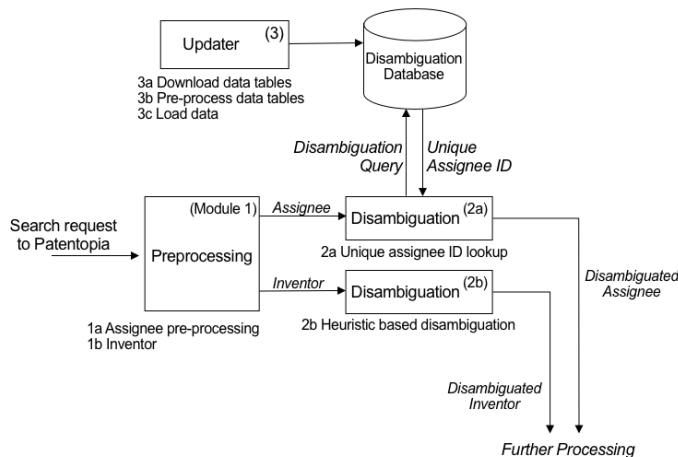 Updater
(3)
Disambiguation
Database
3a Download data tables
3b Pre-process data tables
3c Load data
Disambiguation
Query
Unique
Assignee ID
Search request
to Patentopia
(Module 1)
Preprocessing
Assignee
Disambiguation
(2a)
2a Unique assignee ID lookup
Inventor
Disambiguation
(2b)
2b Heuristic based disambiguation
1a Assignee pre-processing
1b Inventor
Disambiguated
Assignee
Disambiguated
Inventor
Further Processing